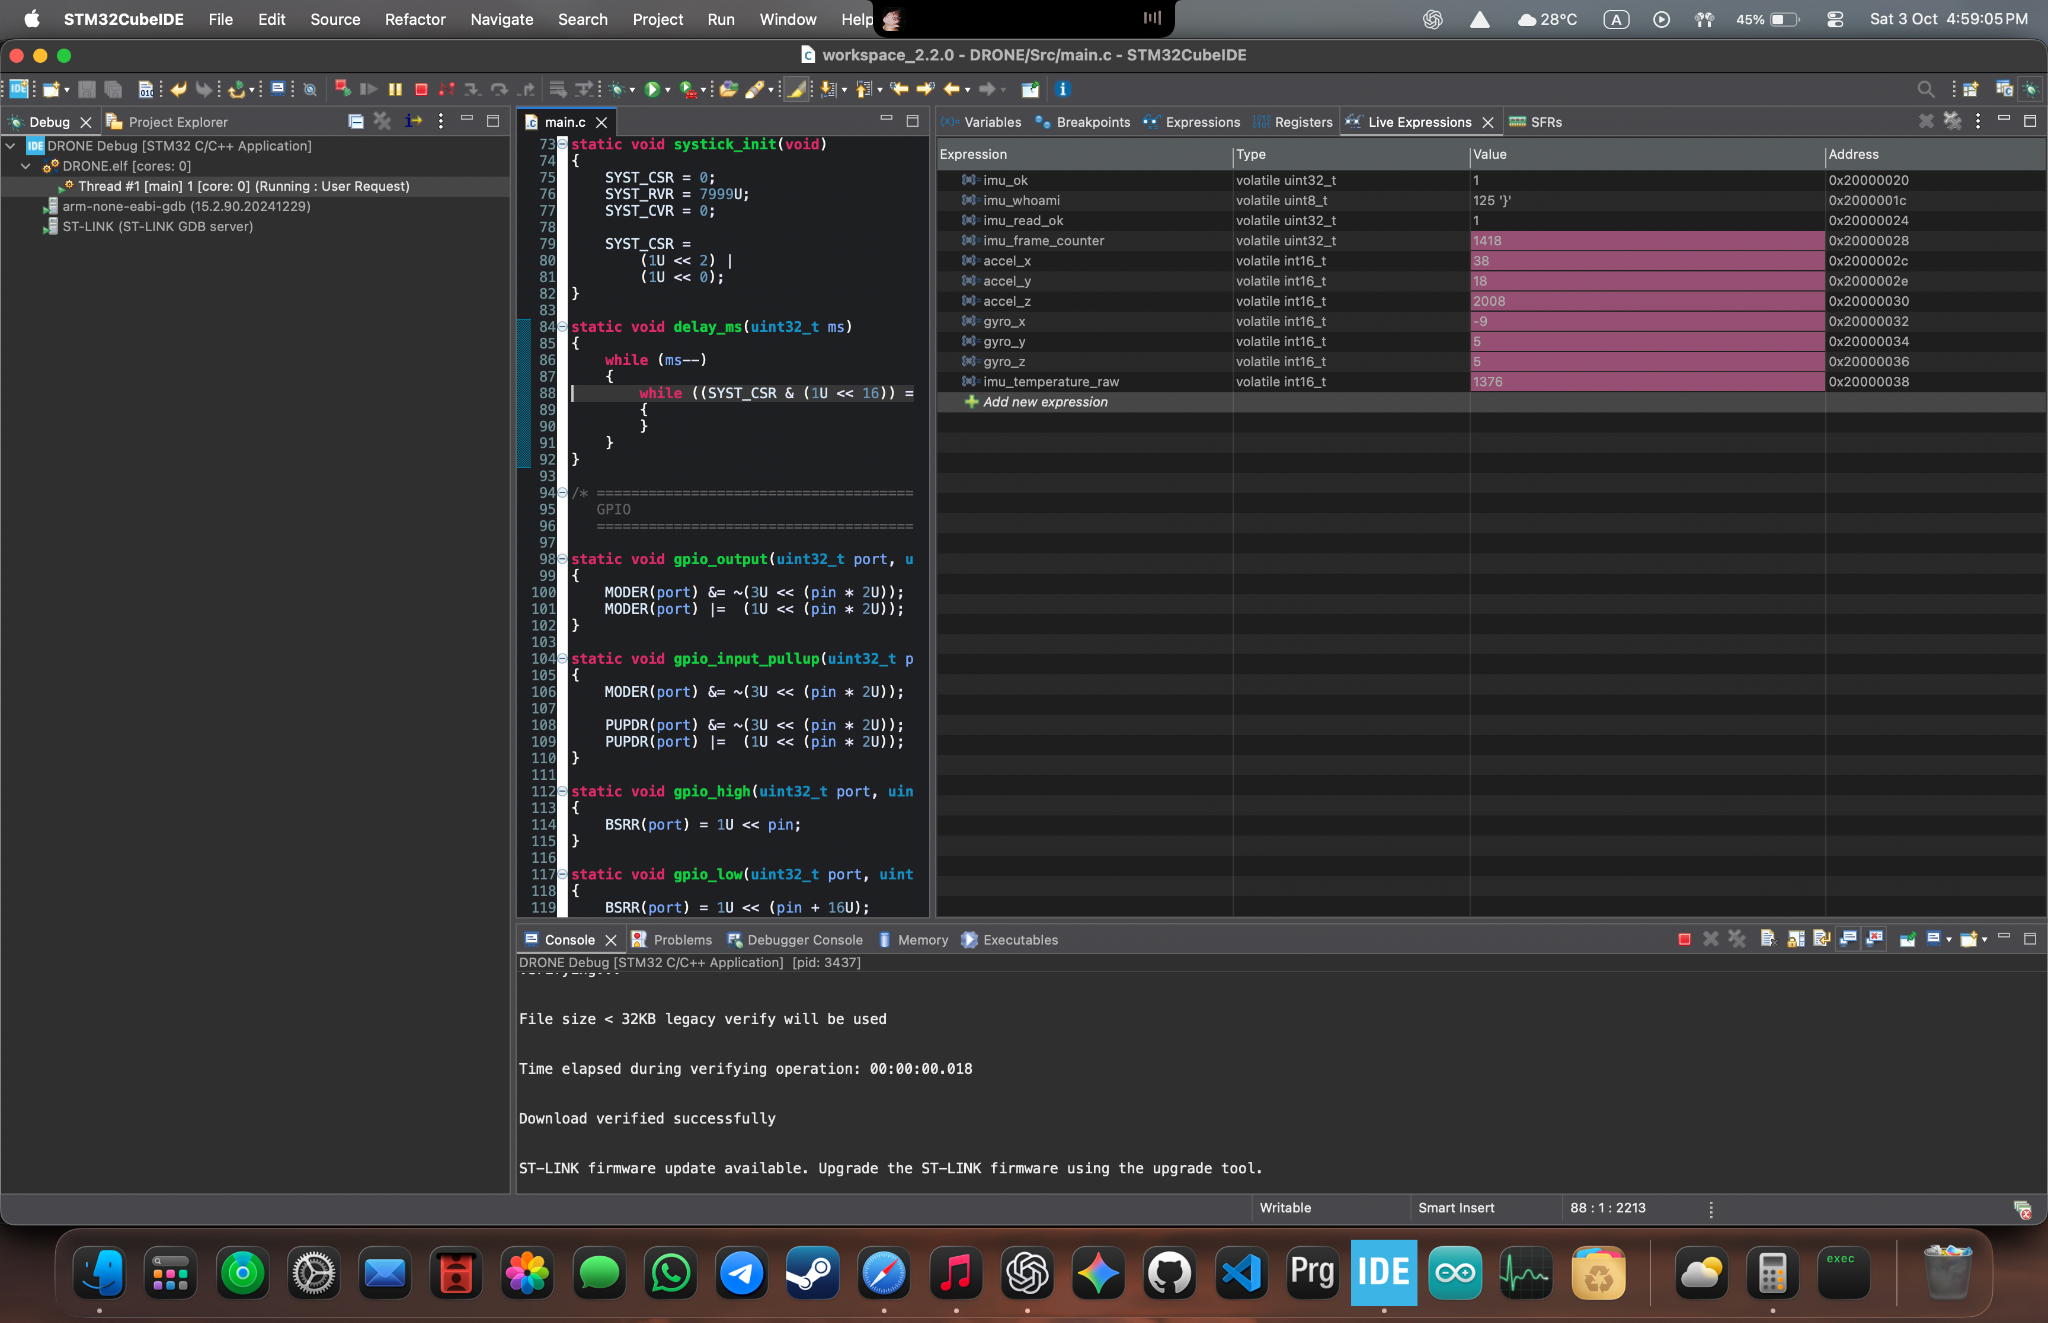 STM32CubeIDE File Edit Source Refactor Navigate Search Project Run Window Help 28°C A 45% Sat 3 Oct 4:59:05 PM
workspace_2.2.0 - DRONE/Src/main.c - STM32CubeIDE
IDE
Debug Project Explorer
IDE DRONE Debug [STM32 C/C++ Application]
DRONE.elf [cores: 0]
Thread #1 [main] 1 [core: 0] (Running : User Request)
arm-none-eabi-gdb (15.2.90.20241229)
ST-LINK (ST-LINK GDB server)
main.c
73 static void systick_init(void)
74 {
75 SYST_CSR = 0;
76 SYST_RVR = 7999U;
77 SYST_CVR = 0;
78
79 SYST_CSR =
80 (1U << 2) |
81 (1U << 0);
82 }
83
84 static void delay_ms(uint32_t ms)
85 {
86 while (ms--)
87 {
88 while ((SYST_CSR & (1U << 16)) =
89 {
90 }
91 }
92 }
93
94 /* =====================================
95 GPIO
96 =====================================
97
98 static void gpio_output(uint32_t port, u
99 {
100 MODER(port) &= ~(3U << (pin * 2U));
101 MODER(port) |= (1U << (pin * 2U));
102 }
103
104 static void gpio_input_pullup(uint32_t p
105 {
106 MODER(port) &= ~(3U << (pin * 2U));
107
108 PUPDR(port) &= ~(3U << (pin * 2U));
109 PUPDR(port) |= (1U << (pin * 2U));
110 }
111
112 static void gpio_high(uint32_t port, uin
113 {
114 BSRR(port) = 1U << pin;
115 }
116
117 static void gpio_low(uint32_t port, uint
118 {
119 BSRR(port) = 1U << (pin + 16U);
Variables Breakpoints Expressions Registers Live Expressions SFRs
Expression Type Value Address
imu_ok volatile uint32_t 1 0x20000020
imu_whoami volatile uint8_t 125 '}' 0x2000001c
imu_read_ok volatile uint32_t 1 0x20000024
imu_frame_counter volatile uint32_t 1418 0x20000028
accel_x volatile int16_t 38 0x2000002c
accel_y volatile int16_t 18 0x2000002e
accel_z volatile int16_t 2008 0x20000030
gyro_x volatile int16_t -9 0x20000032
gyro_y volatile int16_t 5 0x20000034
gyro_z volatile int16_t 5 0x20000036
imu_temperature_raw volatile int16_t 1376 0x20000038
Add new expression
Console Problems Debugger Console Memory Executables
DRONE Debug [STM32 C/C++ Application] [pid: 3437]
File size < 32KB legacy verify will be used
Time elapsed during verifying operation: 00:00:00.018
Download verified successfully
ST-LINK firmware update available. Upgrade the ST-LINK firmware using the upgrade tool.
Writable Smart Insert 88 : 1 : 2213
Prg IDE exec